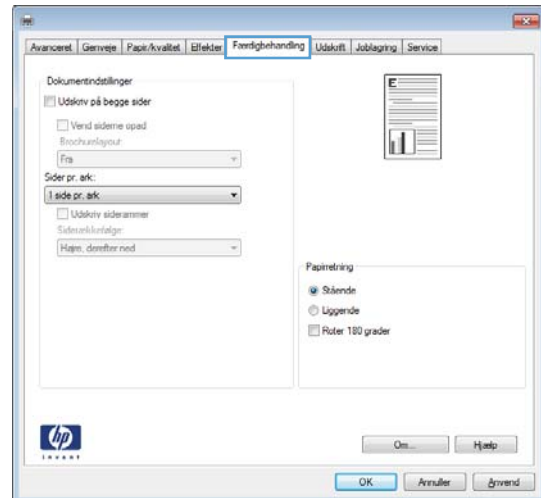 Avanceret Genveje Papir/kvalitet Effekter Færdigbehandling Udskrift Joblagring Service
Dokumentindstillinger
Udskriv på begge sider
Vend siderne opad
Brochurelayout:
Fra
Sider pr. ark:
1 side pr. ark
Udskriv siderammer
Siderækkefølge:
Højre, derefter ned
E
Papirretning
Stående
Liggende
Roter 180 grader
hp
invent
Om... Hjælp
OK Annuller Anvend